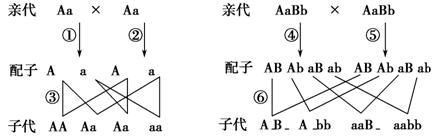 亲代 Aa × Aa 亲代 AaBb × AaBb
① ② ④ ⑤
配子 A a A a 配子 AB Ab aB ab AB Ab aB ab
③ ⑥
子代 AA Aa Aa aa 子代 A_B_ A_bb aaB_ aabb